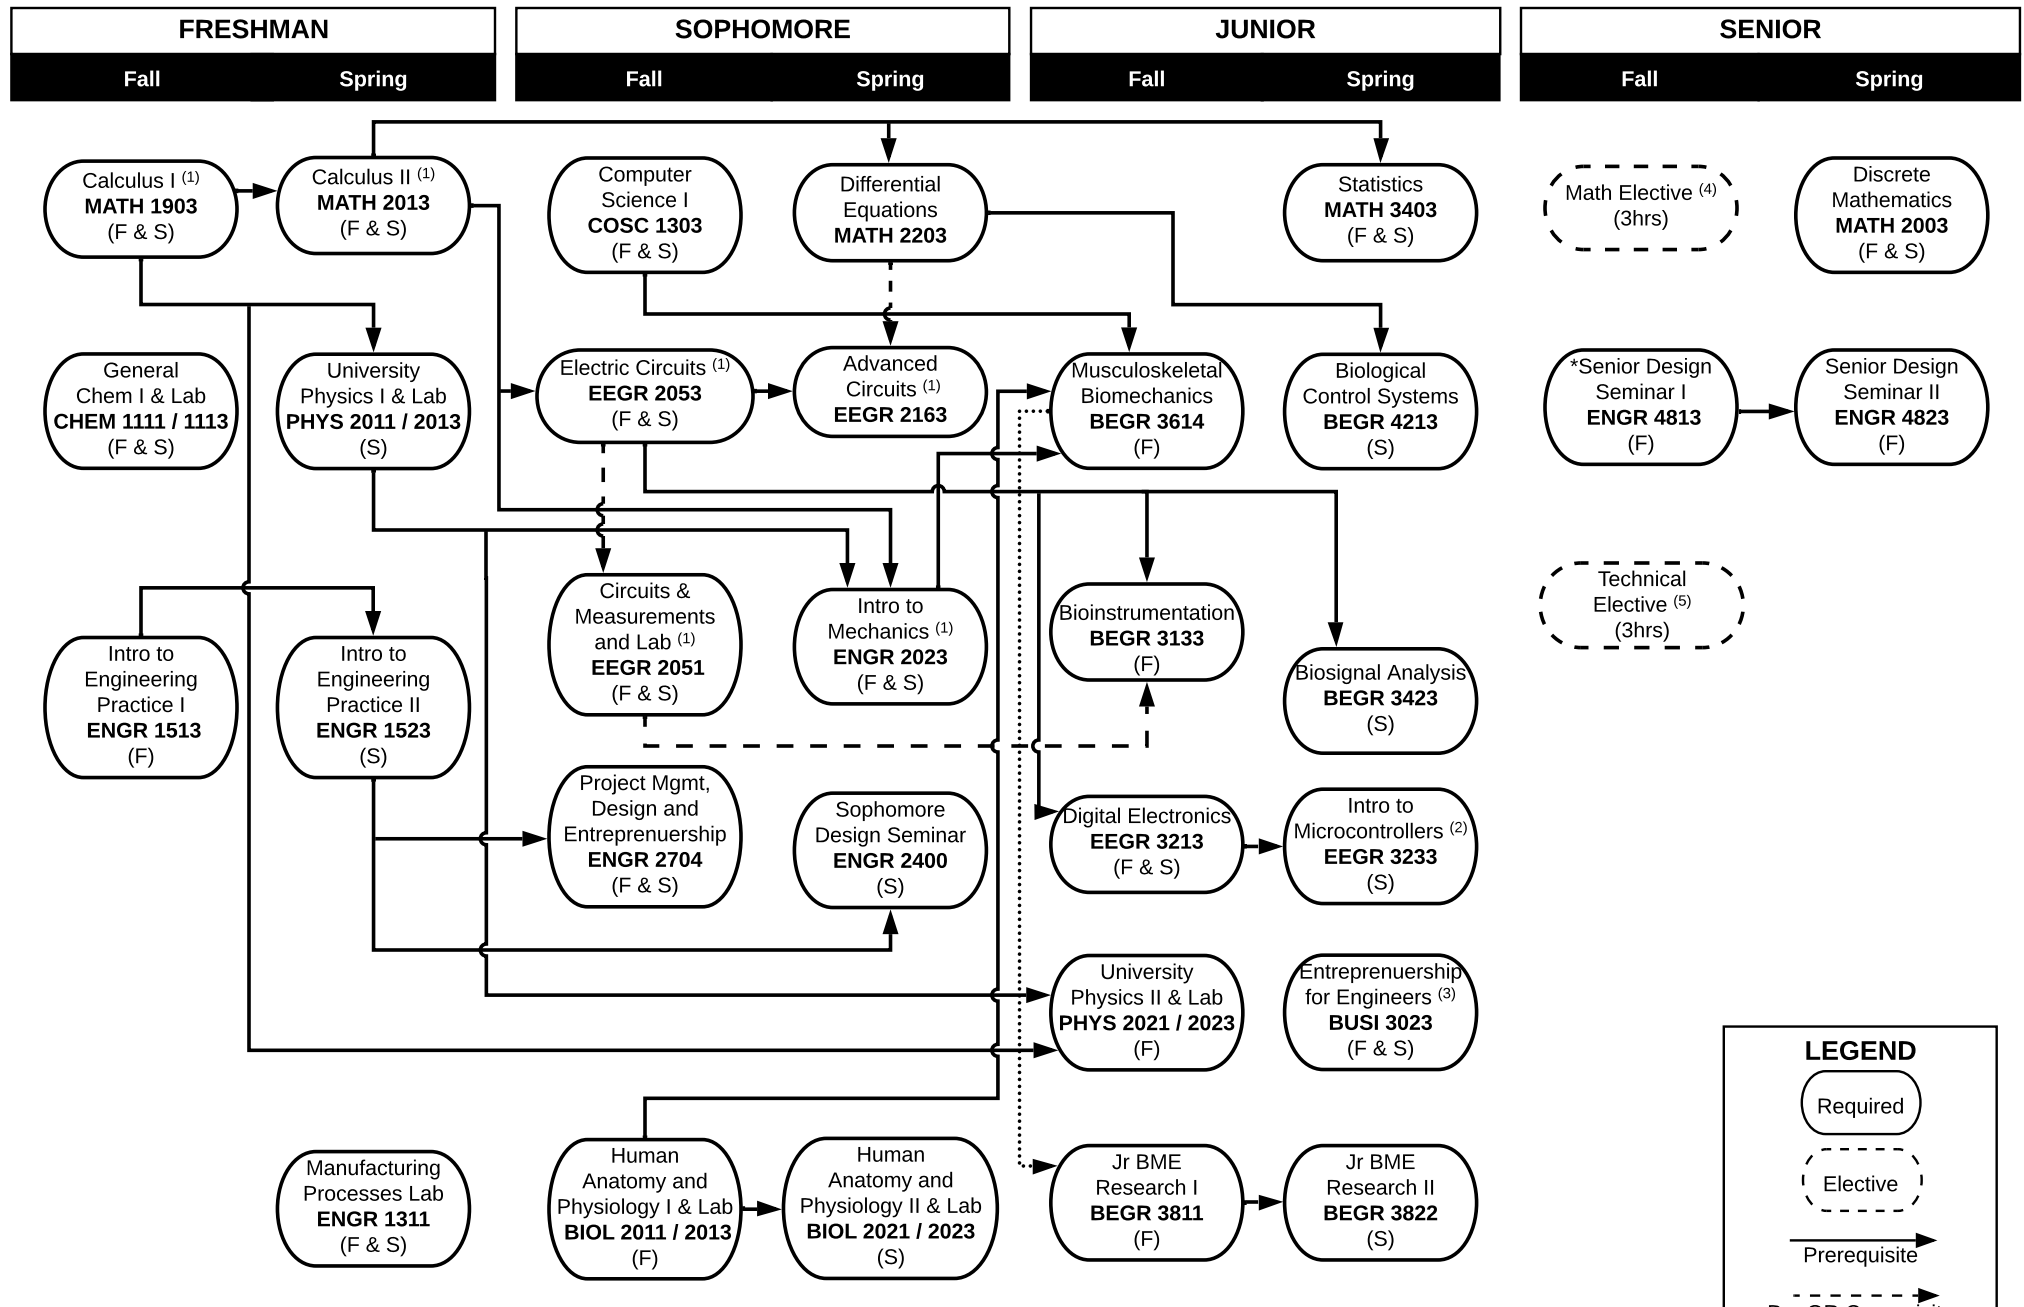 FRESHMAN
Fall
Spring
SOPHOMORE
Fall
Spring
JUNIOR
Fall
Spring
SENIOR
Fall
Spring
Calculus I (1)
MATH 1903
(F & S)
Calculus II (1)
MATH 2013
(F & S)
Computer
Science I
COSC 1303
(F & S)
Differential
Equations
MATH 2203
Statistics
MATH 3403
(F & S)
Math Elective (4)
(3hrs)
Discrete
Mathematics
MATH 2003
(F & S)
General
Chem I & Lab
CHEM 1111 / 1113
(F & S)
University
Physics I & Lab
PHYS 2011 / 2013
(S)
Electric Circuits (1)
EEGR 2053
(F & S)
Advanced
Circuits (1)
EEGR 2163
Musculoskeletal
Biomechanics
BEGR 3614
(F)
Biological
Control Systems
BEGR 4213
(S)
*Senior Design
Seminar I
ENGR 4813
(F)
Senior Design
Seminar II
ENGR 4823
(F)
Intro to
Engineering
Practice I
ENGR 1513
(F)
Intro to
Engineering
Practice II
ENGR 1523
(S)
Circuits &
Measurements
and Lab (1)
EEGR 2051
(F & S)
Intro to
Mechanics (1)
ENGR 2023
(F & S)
Bioinstrumentation
BEGR 3133
(F)
Biosignal Analysis
BEGR 3423
(S)
Technical
Elective (5)
(3hrs)
Project Mgmt,
Design and
Entreprenuership
ENGR 2704
(F & S)
Sophomore
Design Seminar
ENGR 2400
(S)
Digital Electronics
EEGR 3213
(F & S)
Intro to
Microcontrollers (2)
EEGR 3233
(S)
University
Physics II & Lab
PHYS 2021 / 2023
(F)
Entreprenuership
for Engineers (3)
BUSI 3023
(F & S)
Manufacturing
Processes Lab
ENGR 1311
(F & S)
Human
Anatomy and
Physiology I & Lab
BIOL 2011 / 2013
(F)
Human
Anatomy and
Physiology II & Lab
BIOL 2021 / 2023
(S)
Jr BME
Research I
BEGR 3811
(F)
Jr BME
Research II
BEGR 3822
(S)
LEGEND
Required
Elective
Prerequisite